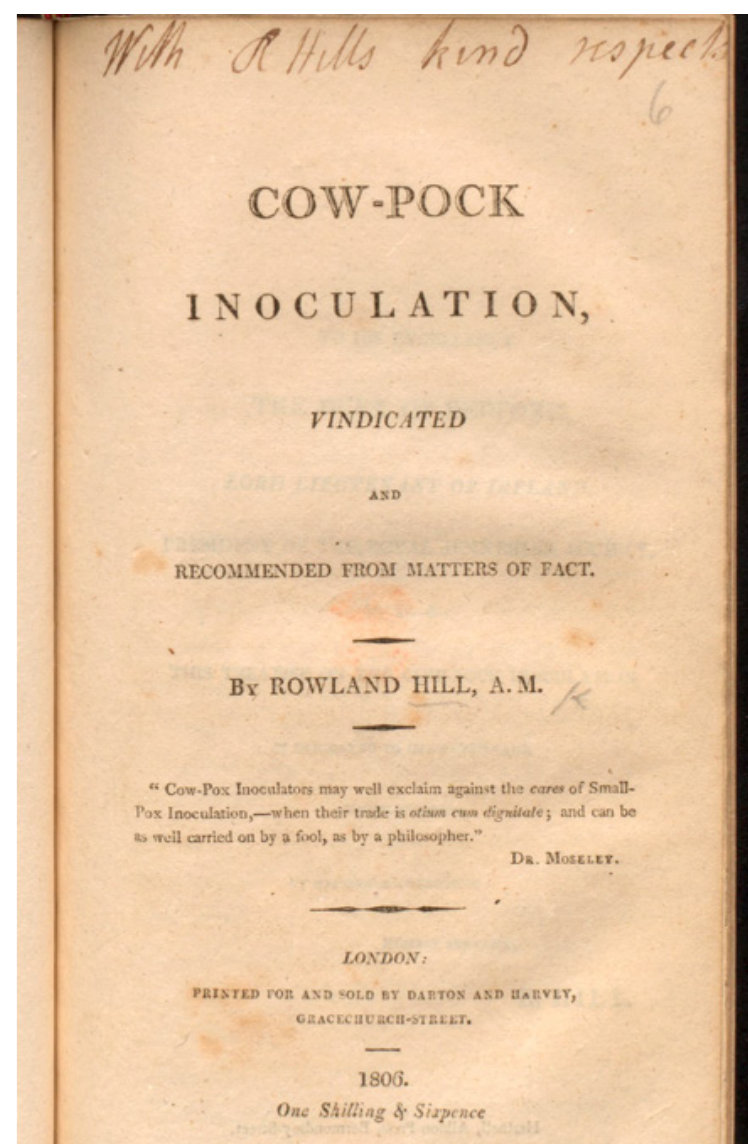 With R Hills kind respects
6
COW-POCK
INOCULATION,
VINDICATED
AND
RECOMMENDED FROM MATTERS OF FACT.
By ROWLAND HILL, A. M.
“ Cow-Pox Inoculators may well exclaim against the cares of Small-
Pox Inoculation,—when their trade is otium cum dignitate; and can be
as well carried on by a fool, as by a philosopher.”
Dr. Moseley.
LONDON:
PRINTED FOR AND SOLD BY DARTON AND HARVEY,
GRACECHURCH-STREET.
1806.
One Shilling & Sixpence